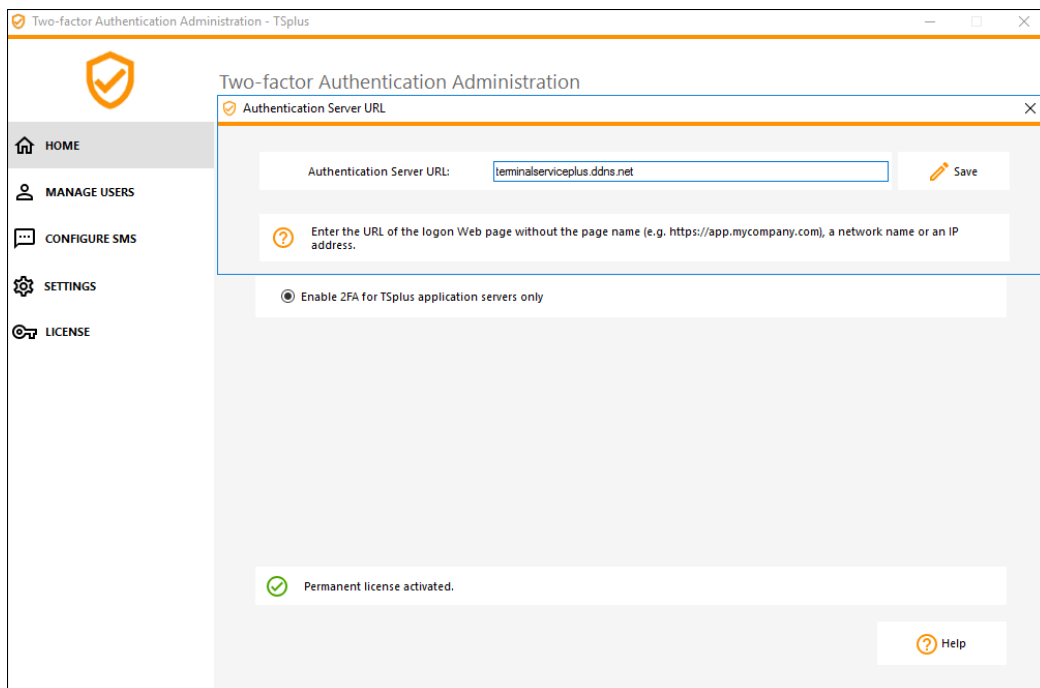 Two-factor Authentication Administration - TSplus
Two-factor Authentication Administration
Authentication Server URL
HOME
Authentication Server URL:
terminalserviceplus.ddns.net
Save
MANAGE USERS
CONFIGURE SMS
Enter the URL of the logon Web page without the page name (e.g. https://app.mycompany.com), a network name or an IP
address.
SETTINGS
Enable 2FA for TSplus application servers only
LICENSE
Permanent license activated.
Help